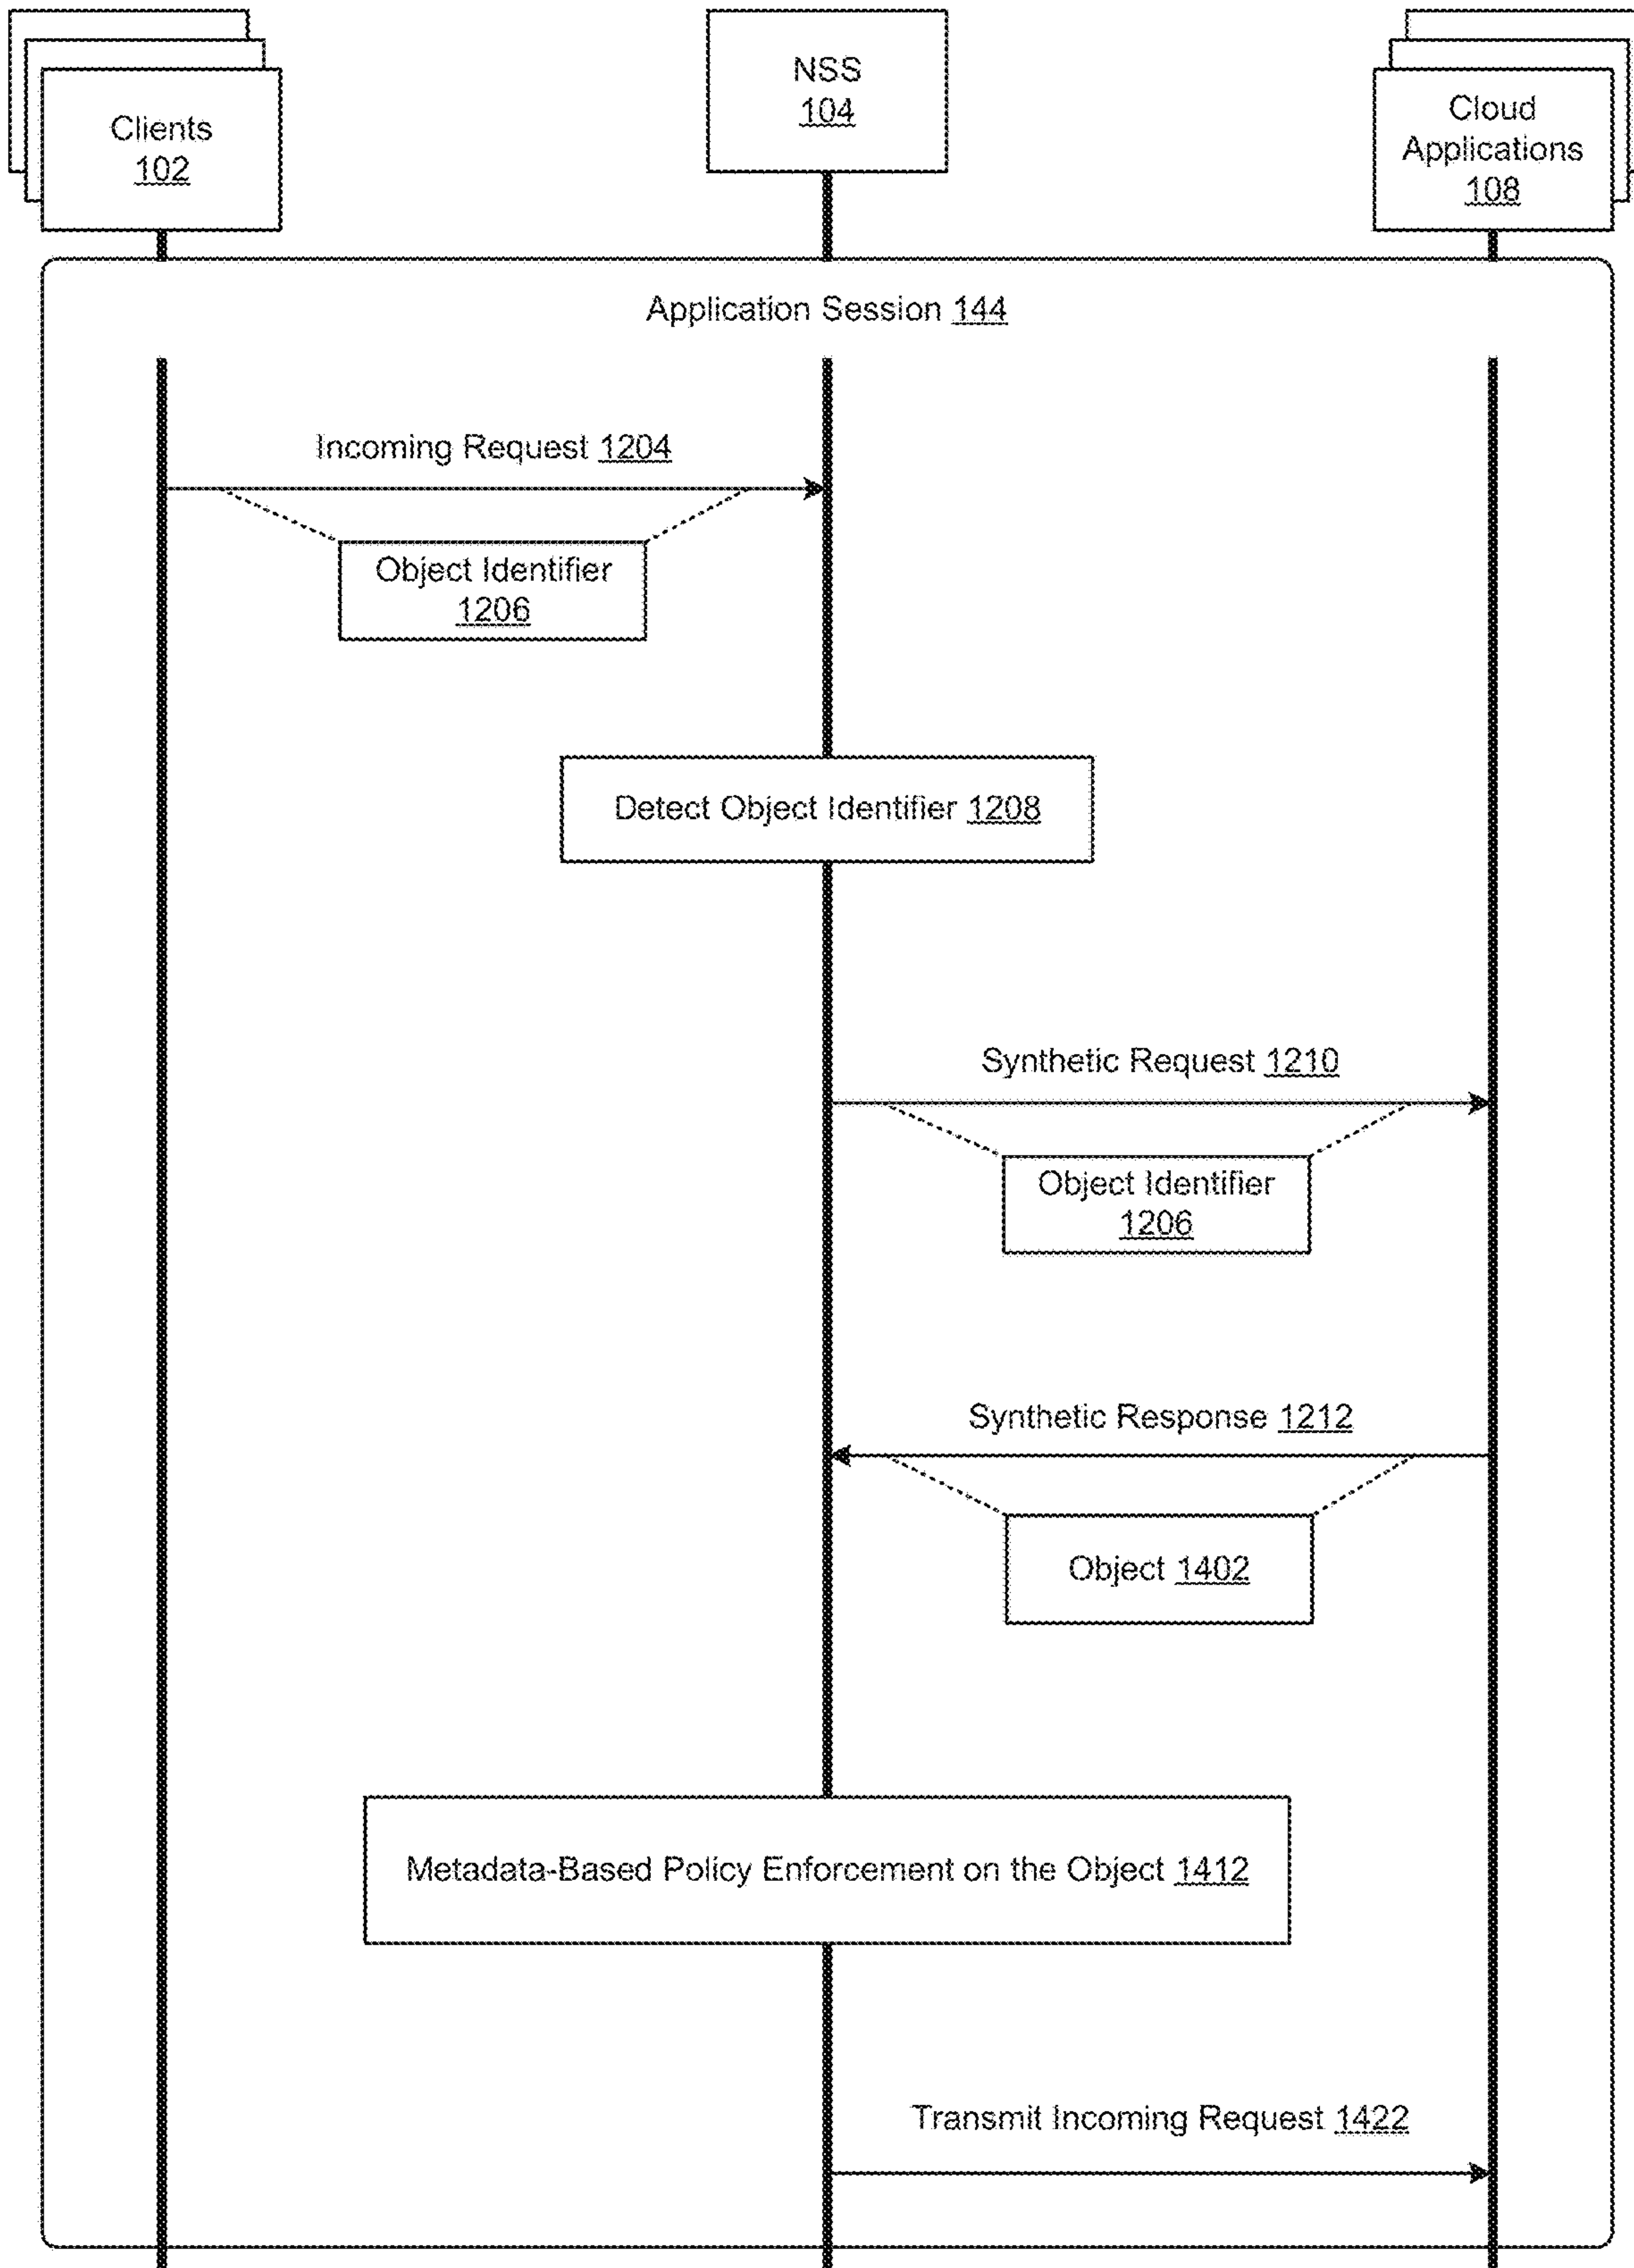 Clients
102
NSS
104
Cloud
Applications
108
Application Session 144
Incoming Request 1204
Object Identifier
1206
Detect Object Identifier 1208
Synthetic Request 1210
Object Identifier
1206
Synthetic Response 1212
Object 1402
Metadata-Based Policy Enforcement on the Object 1412
Transmit Incoming Request 1422